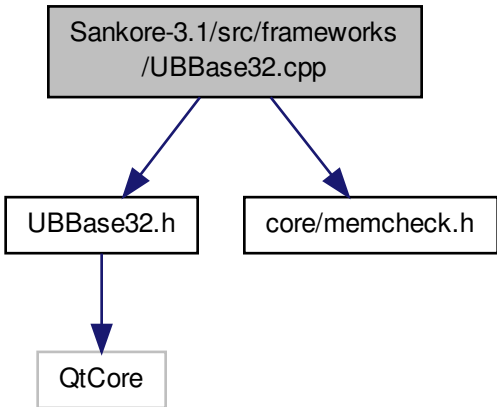 Sankore-3.1/src/frameworks
/UBBase32.cpp
UBBase32.h
core/memcheck.h
QtCore